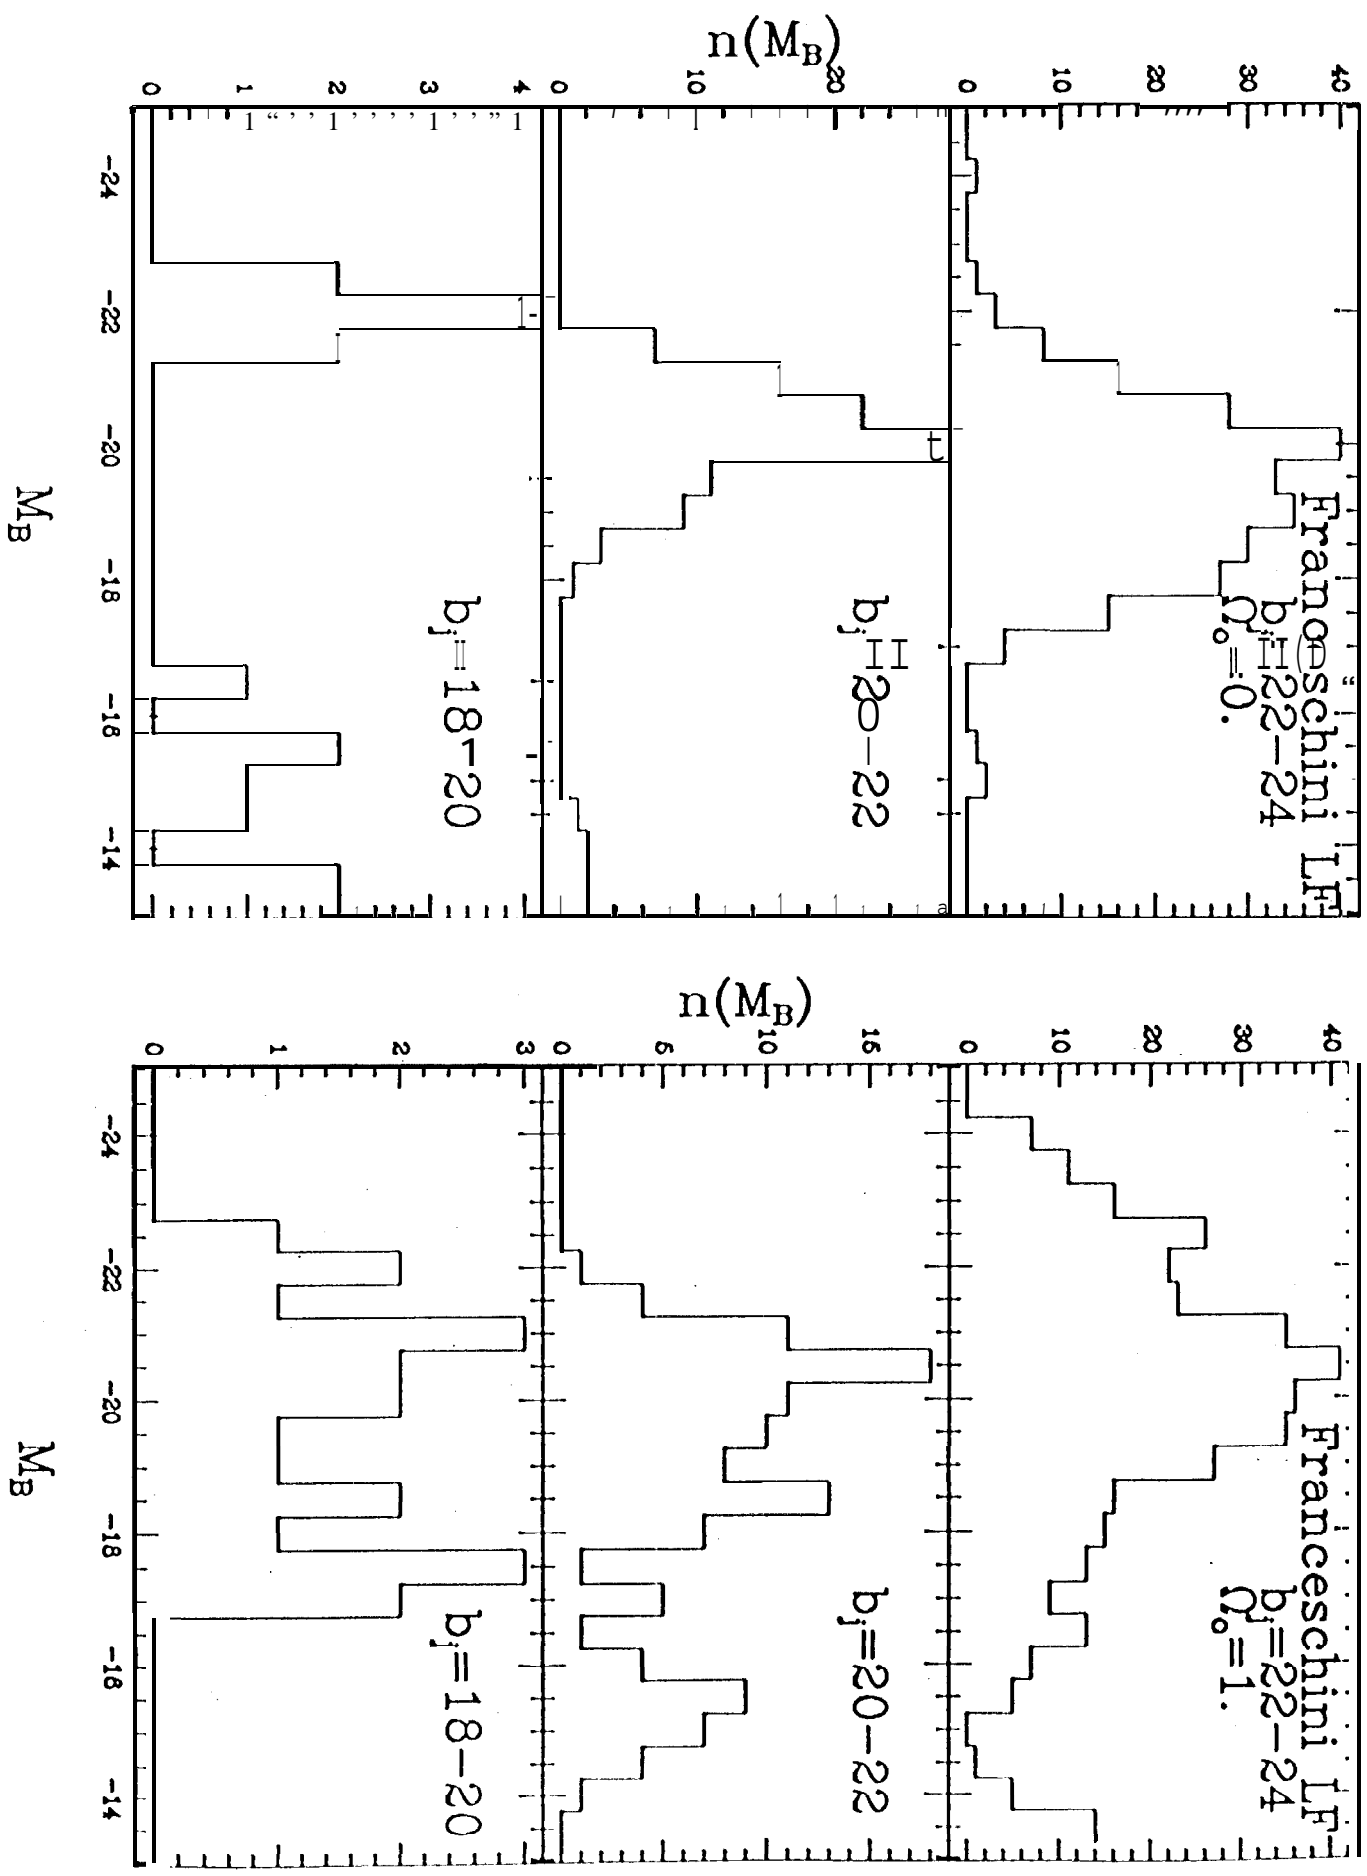 Franceschini LF
b_j=22-24
Ω_o=0.
b_j=20-22
b_j=18-20
n(M_B)
0 10 20 30 40
0 10 20
0 1 2 3 4
-24 -22 -20 -18 -16 -14
M_B
Franceschini LF
b_j=22-24
Ω_o=1.
b_j=20-22
b_j=18-20
n(M_B)
0 10 20 30 40
0 5 10 15
0 1 2 3
-24 -22 -20 -18 -16 -14
M_B